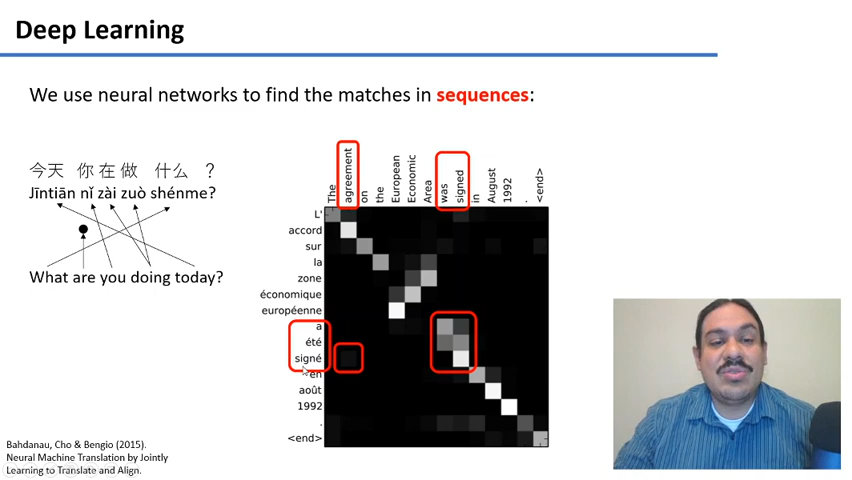 Deep Learning
We use neural networks to find the matches in sequences:
今天 你 在 做 什么 ?
Jīntiān nǐ zài zuò shénme?
What are you doing today?
The
agreement
on
the
European
Economic
Area
was
signed
in
August
1992
.
<end>
L'
accord
sur
la
zone
économique
européenne
a
été
signé
en
août
1992
.
<end>
Bahdanau, Cho & Bengio (2015).
Neural Machine Translation by Jointly
Learning to Translate and Align.